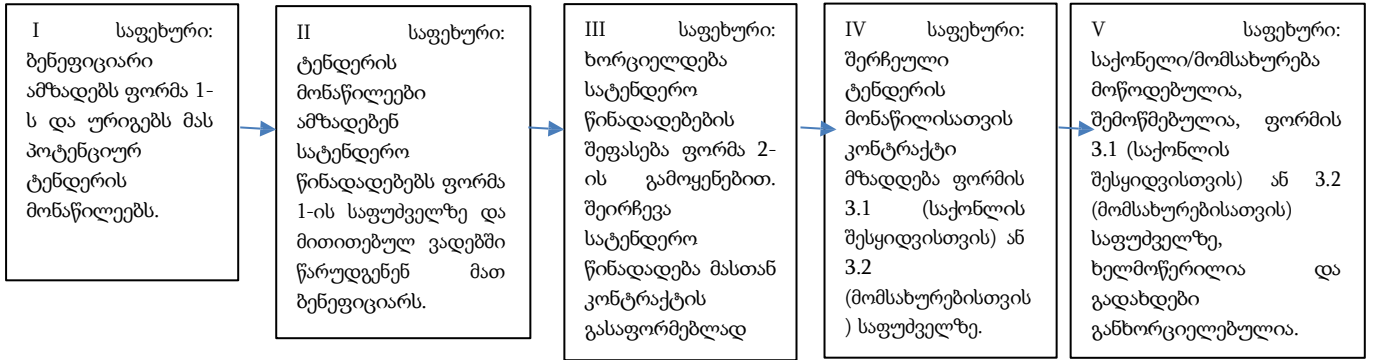 I საფეხური:
ბენეფიციარი
ამზადებს ფორმა 1-
ს და ურიგებს მას
პოტენციურ
ტენდერის
მონაწილეებს.
II საფეხური:
ტენდერის
მონაწილეები
ამზადებენ
სატენდერო
წინადადებებს ფორმა
1-ის საფუძველზე და
მითითებულ ვადებში
წარუდგენენ მათ
ბენეფიციარს.
III საფეხური:
ხორციელდება
სატენდერო
წინადადებების
შეფასება ფორმა 2-
ის გამოყენებით.
შეირჩევა
სატენდერო
წინადადება მასთან
კონტრაქტის
გასაფორმებლად
IV საფეხური:
შერჩეული
ტენდერის
მონაწილისათვის
კონტრაქტი
მზადდება ფორმის
3.1 (საქონლის
შესყიდვისთვის) ან
3.2
(მომსახურებისთვის
) საფუძველზე.
V საფეხური:
საქონელი/მომსახურება
მოწოდებულია,
შემოწმებულია, ფორმის
3.1 (საქონლის
შესყიდვისთვის) ან 3.2
(მომსახურებისათვის)
საფუძველზე,
ხელმოწერილია და
გადახდები
განხორციელებულია.